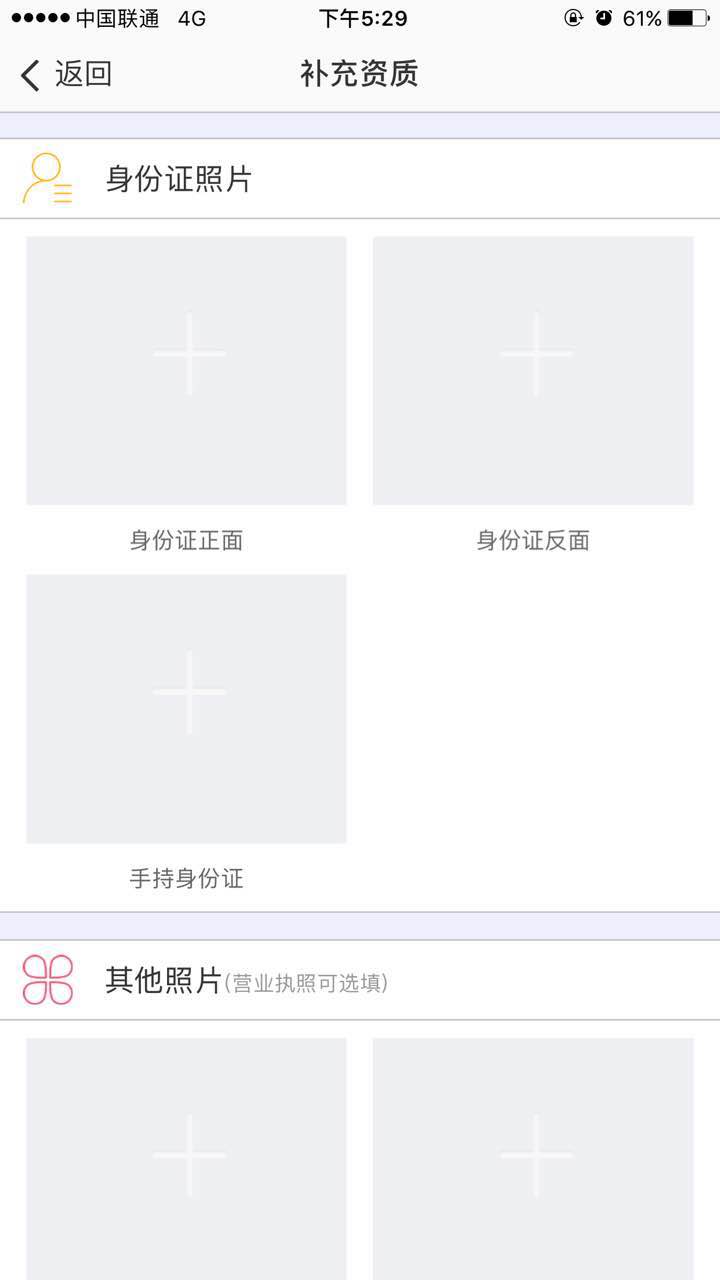 中国联通 4G 下午5:29 61%
返回 补充资质
身份证照片
身份证正面 身份证反面
手持身份证
其他照片(营业执照可选填)